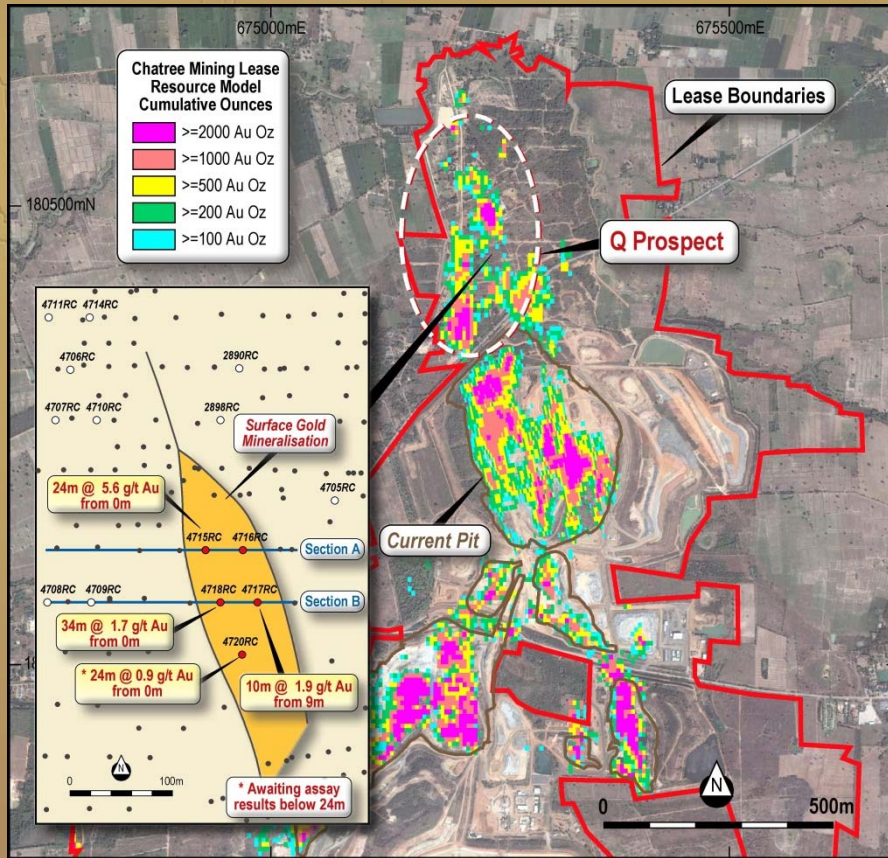 675000mE
675500mE
Chatree Mining Lease
Resource Model
Cumulative Ounces
>=2000 Au Oz
>=1000 Au Oz
>=500 Au Oz
>=200 Au Oz
>=100 Au Oz
Lease Boundaries
180500mN
Q Prospect
4711RC 4714RC
4706RC
2890RC
4707RC 4710RC
2898RC
Surface Gold
Mineralisation
24m @ 5.6 g/t Au
from 0m
4705RC
Current Pit
4715RC 4716RC
Section A
4708RC 4709RC
4718RC 4717RC
Section B
34m @ 1.7 g/t Au
from 0m
4720RC
* 24m @ 0.9 g/t Au
from 0m
10m @ 1.9 g/t Au
from 9m
N
0 100m
* Awaiting assay
results below 24m
N
0 500m